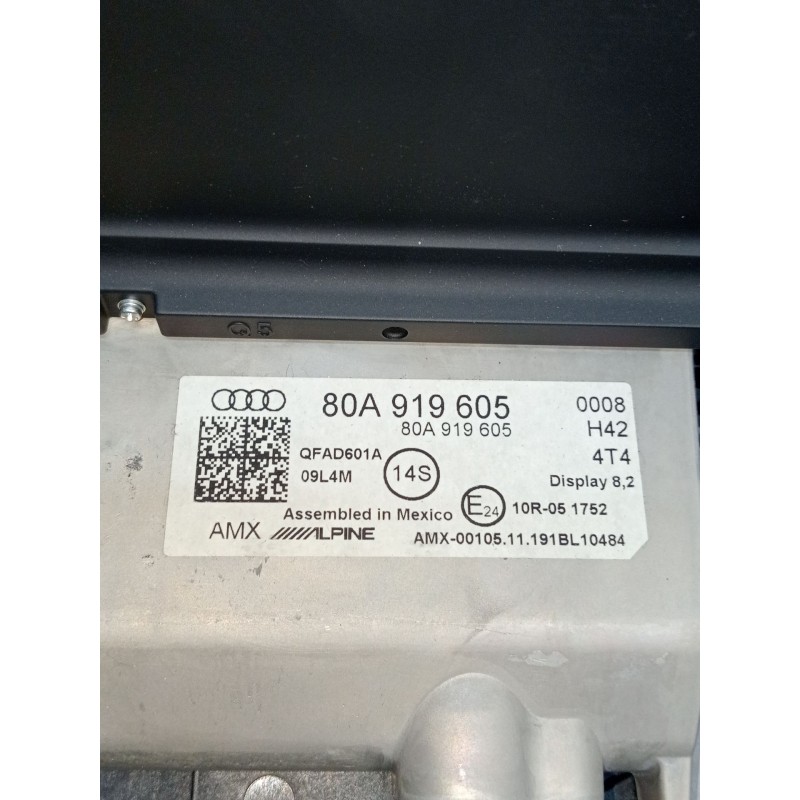 80A 919 605 0008
80A 919 605 H42
QFAD601A 4T4
09L4M 14S Display 8,2
Assembled in Mexico E24 10R-05 1752
AMX ALPINE AMX-00105.11.191BL10484